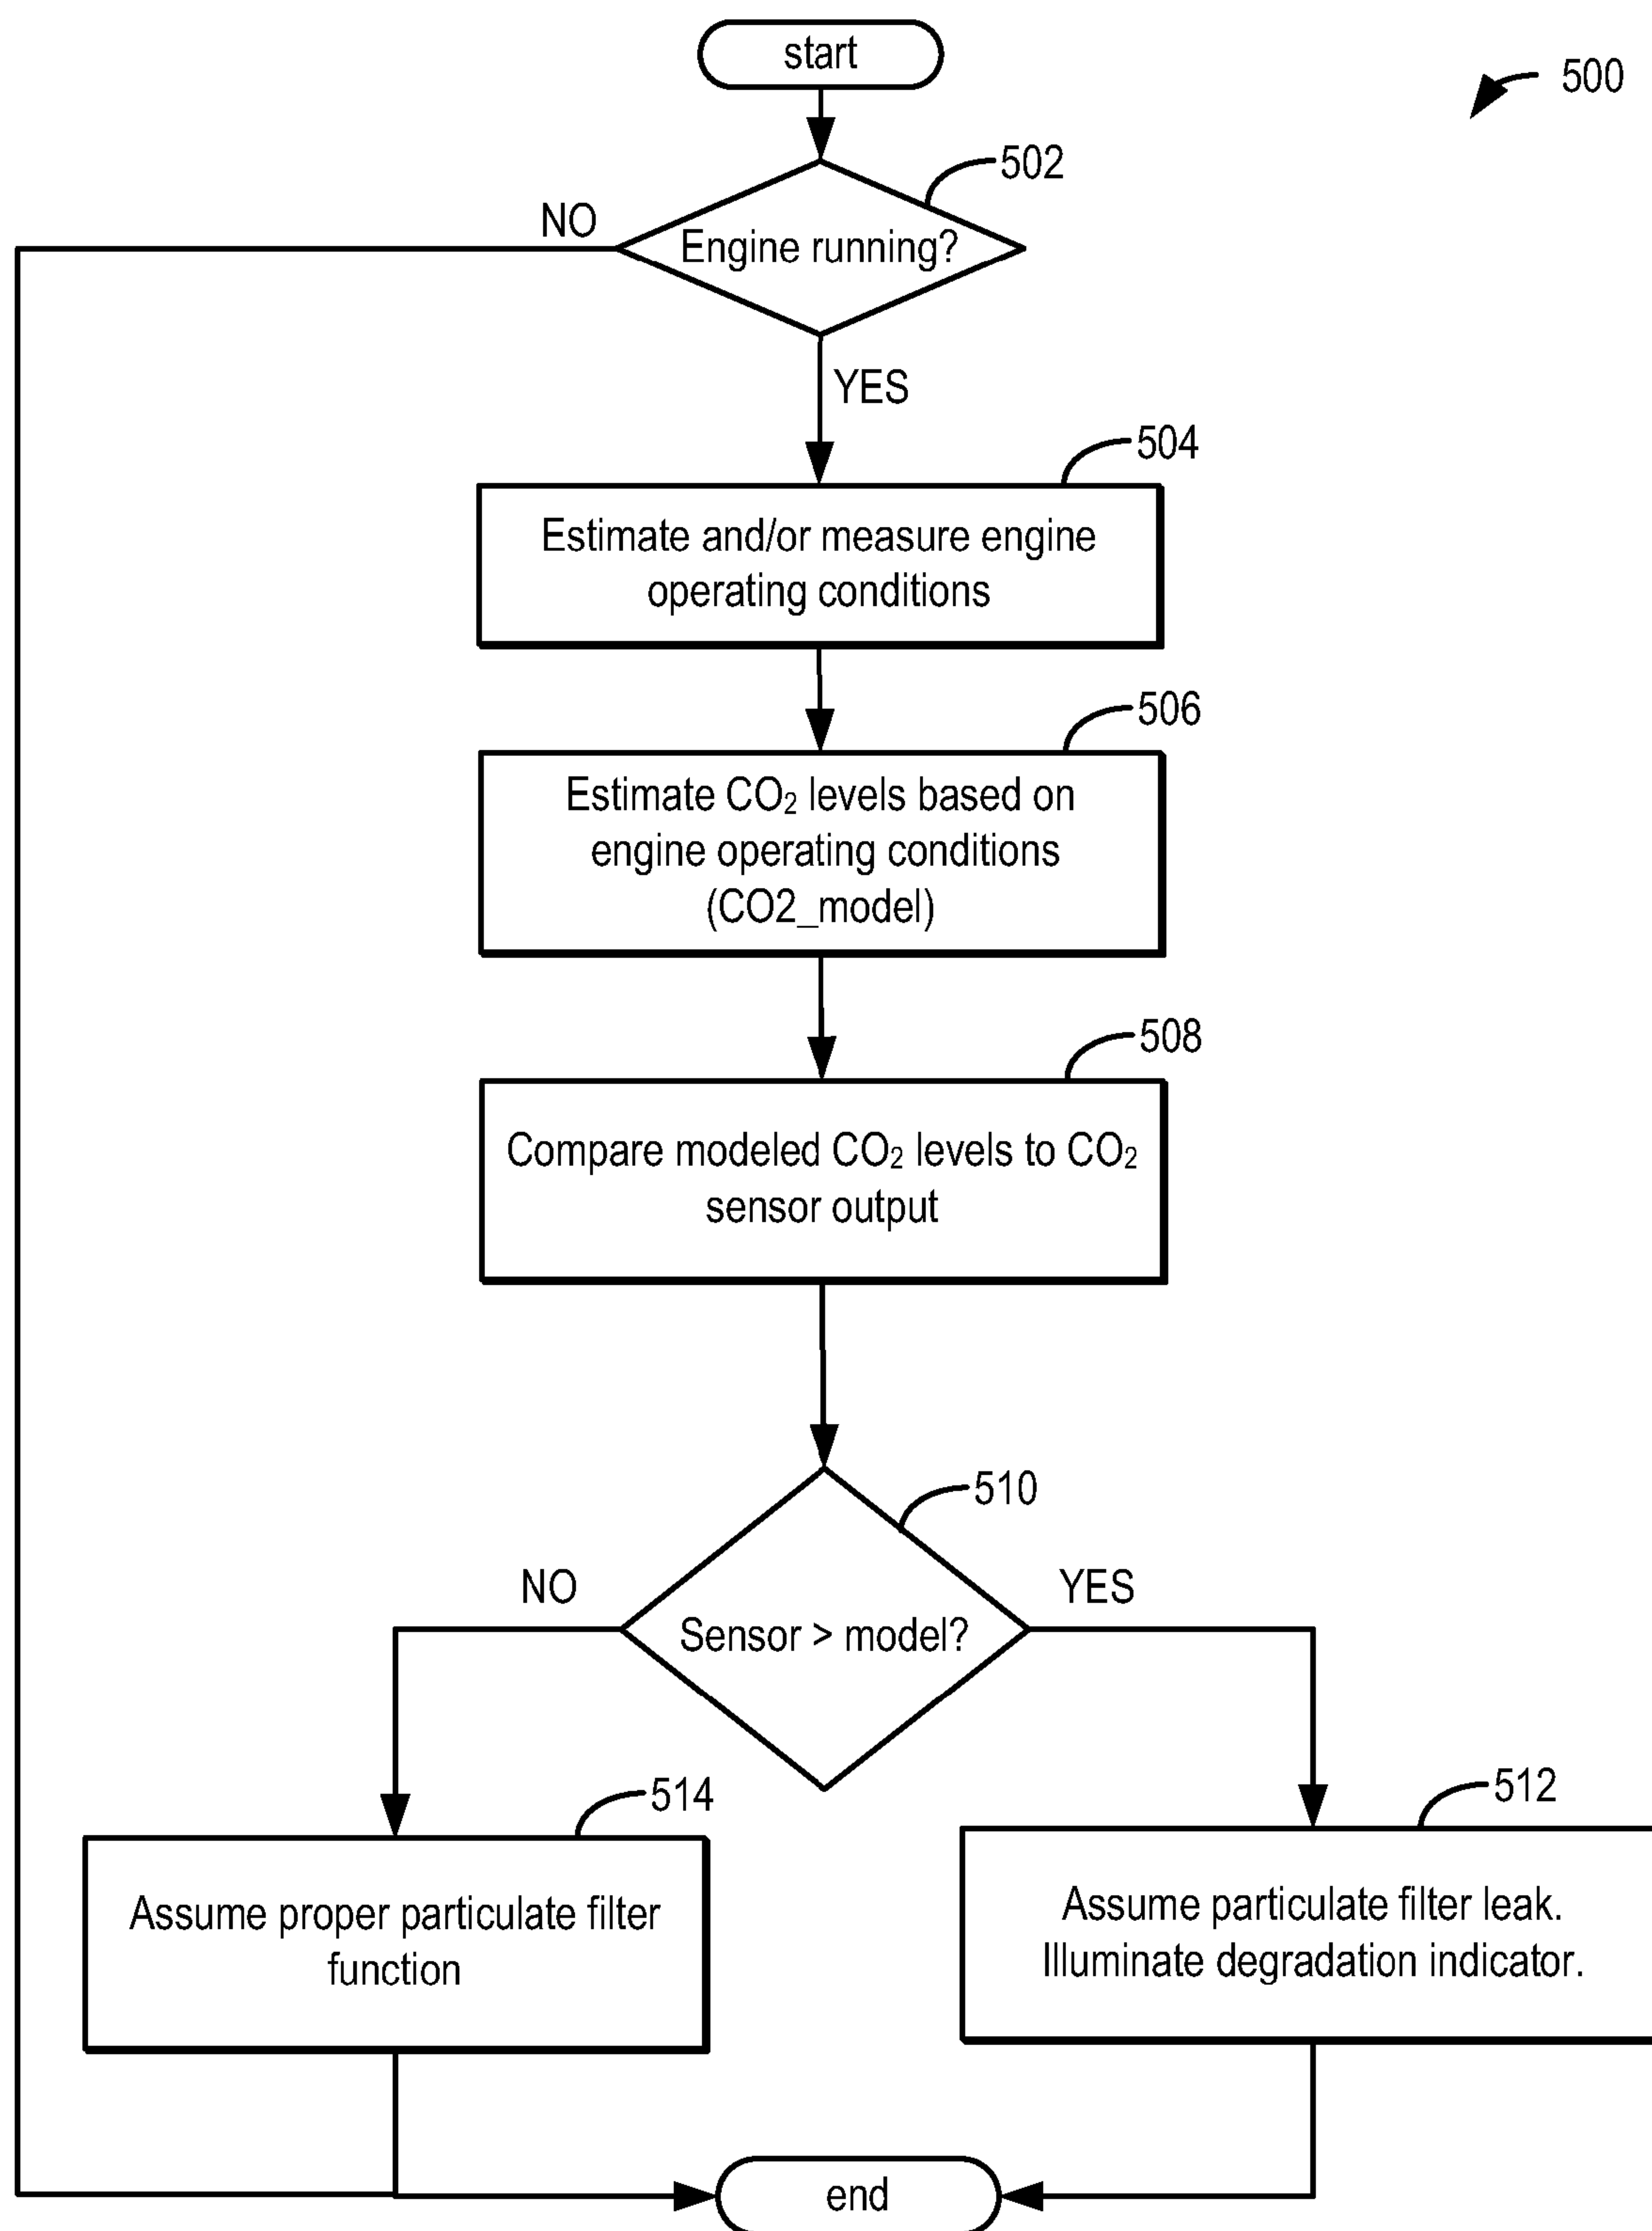 start
500
502
NO
Engine running?
YES
504
Estimate and/or measure engine
operating conditions
506
Estimate CO₂ levels based on
engine operating conditions
(CO2_model)
508
Compare modeled CO₂ levels to CO₂
sensor output
510
NO
YES
Sensor > model?
514
512
Assume proper particulate filter
function
Assume particulate filter leak.
Illuminate degradation indicator.
end